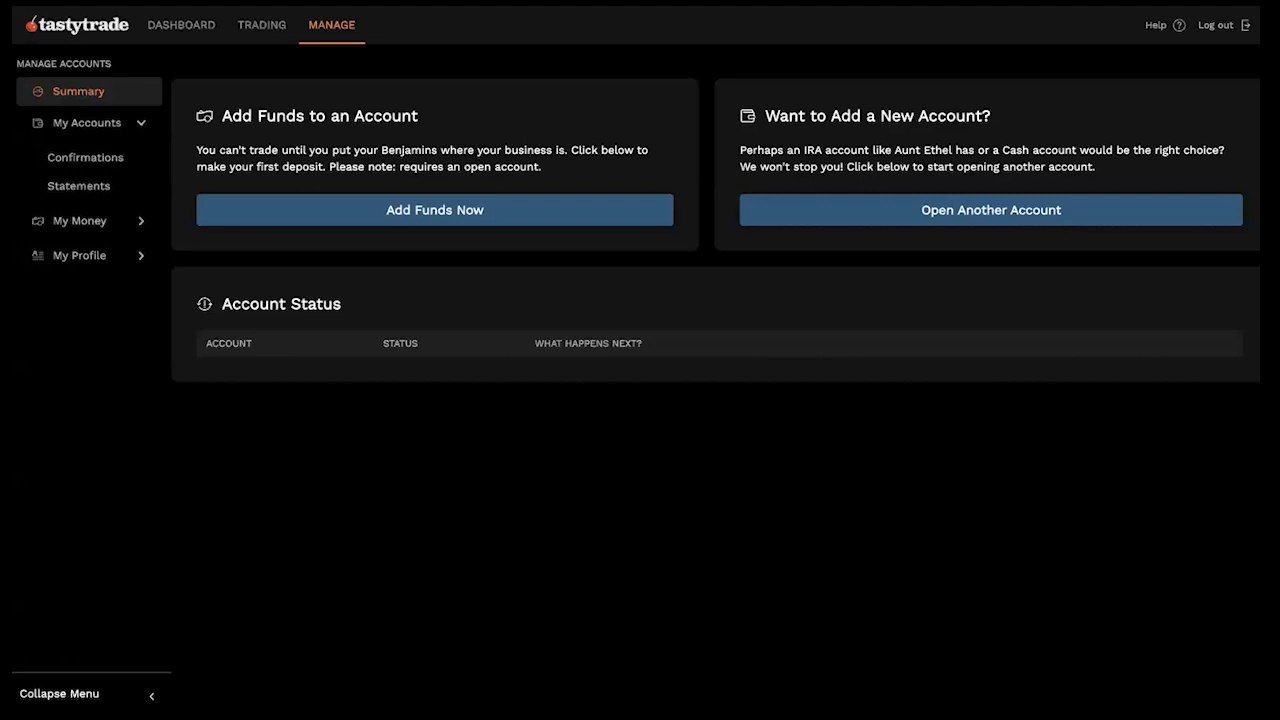 tastytrade
DASHBOARD
TRADING
MANAGE
Help
Log out
MANAGE ACCOUNTS
Summary
My Accounts
Confirmations
Statements
My Money
My Profile
Add Funds to an Account
You can't trade until you put your Benjamins where your business is. Click below to
make your first deposit. Please note: requires an open account.
Add Funds Now
Want to Add a New Account?
Perhaps an IRA account like Aunt Ethel has or a Cash account would be the right choice?
We won't stop you! Click below to start opening another account.
Open Another Account
Account Status
ACCOUNT
STATUS
WHAT HAPPENS NEXT?
Collapse Menu